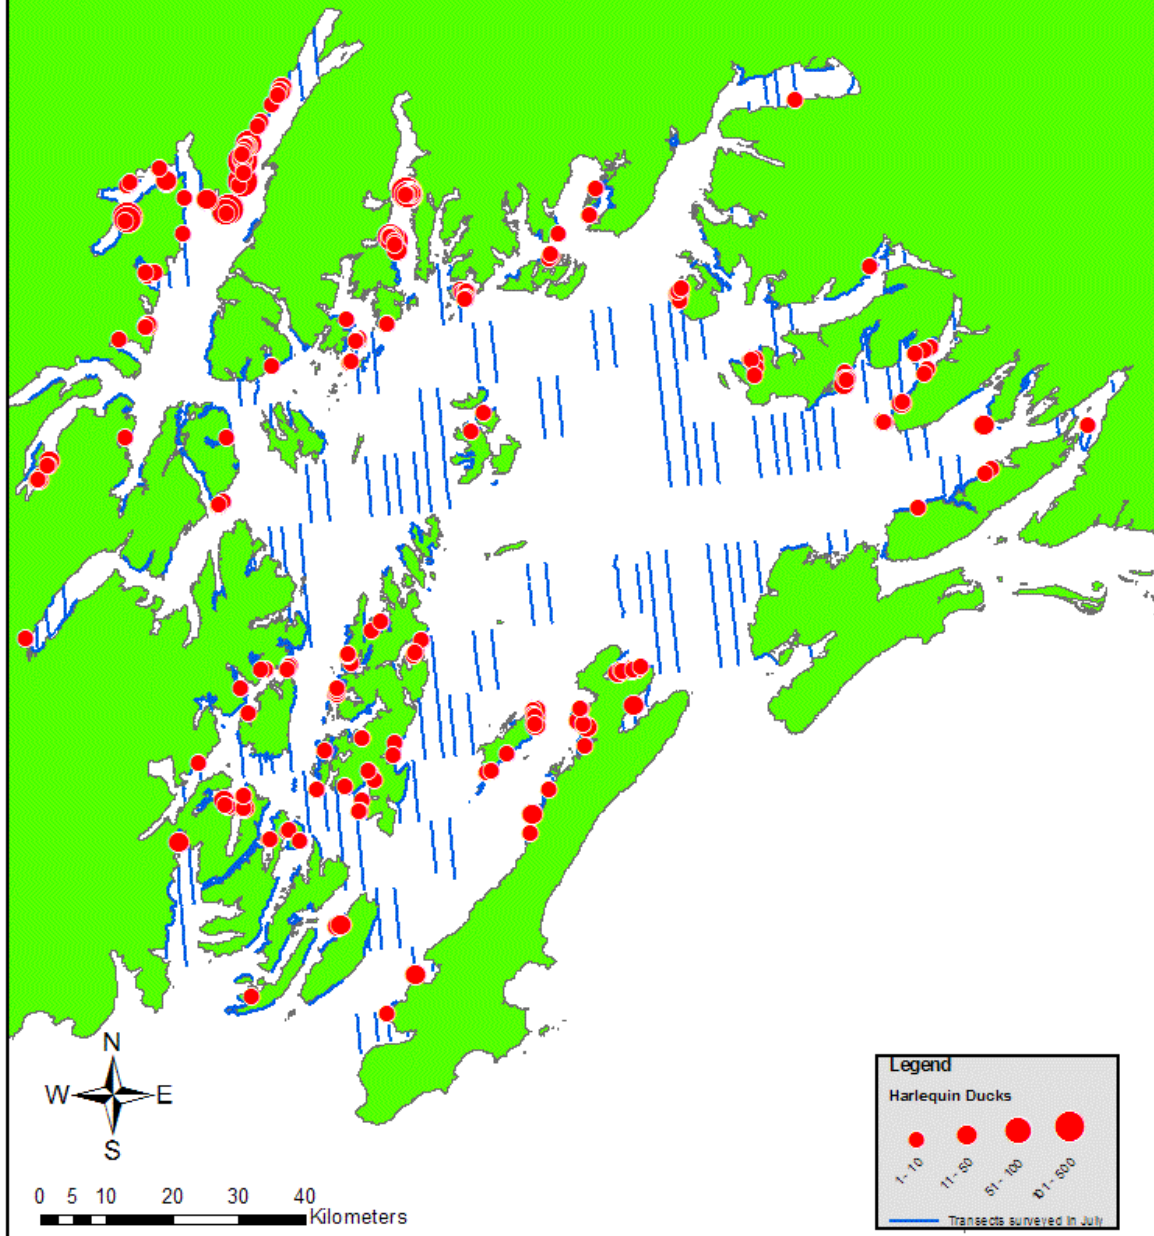 N
W E
S
0 5 10 20 30 40
Kilometers
Legend
Harlequin Ducks
1 - 10 11 - 50 51 - 100 101 - 500
Transects surveyed in July